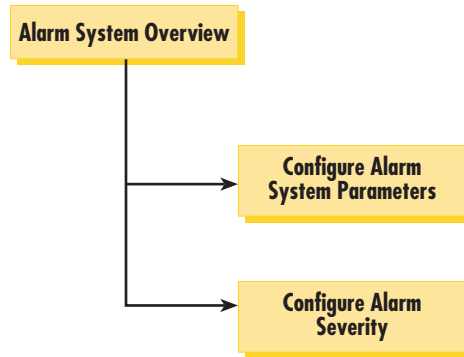 Alarm System Overview
Configure Alarm
System Parameters
Configure Alarm
Severity